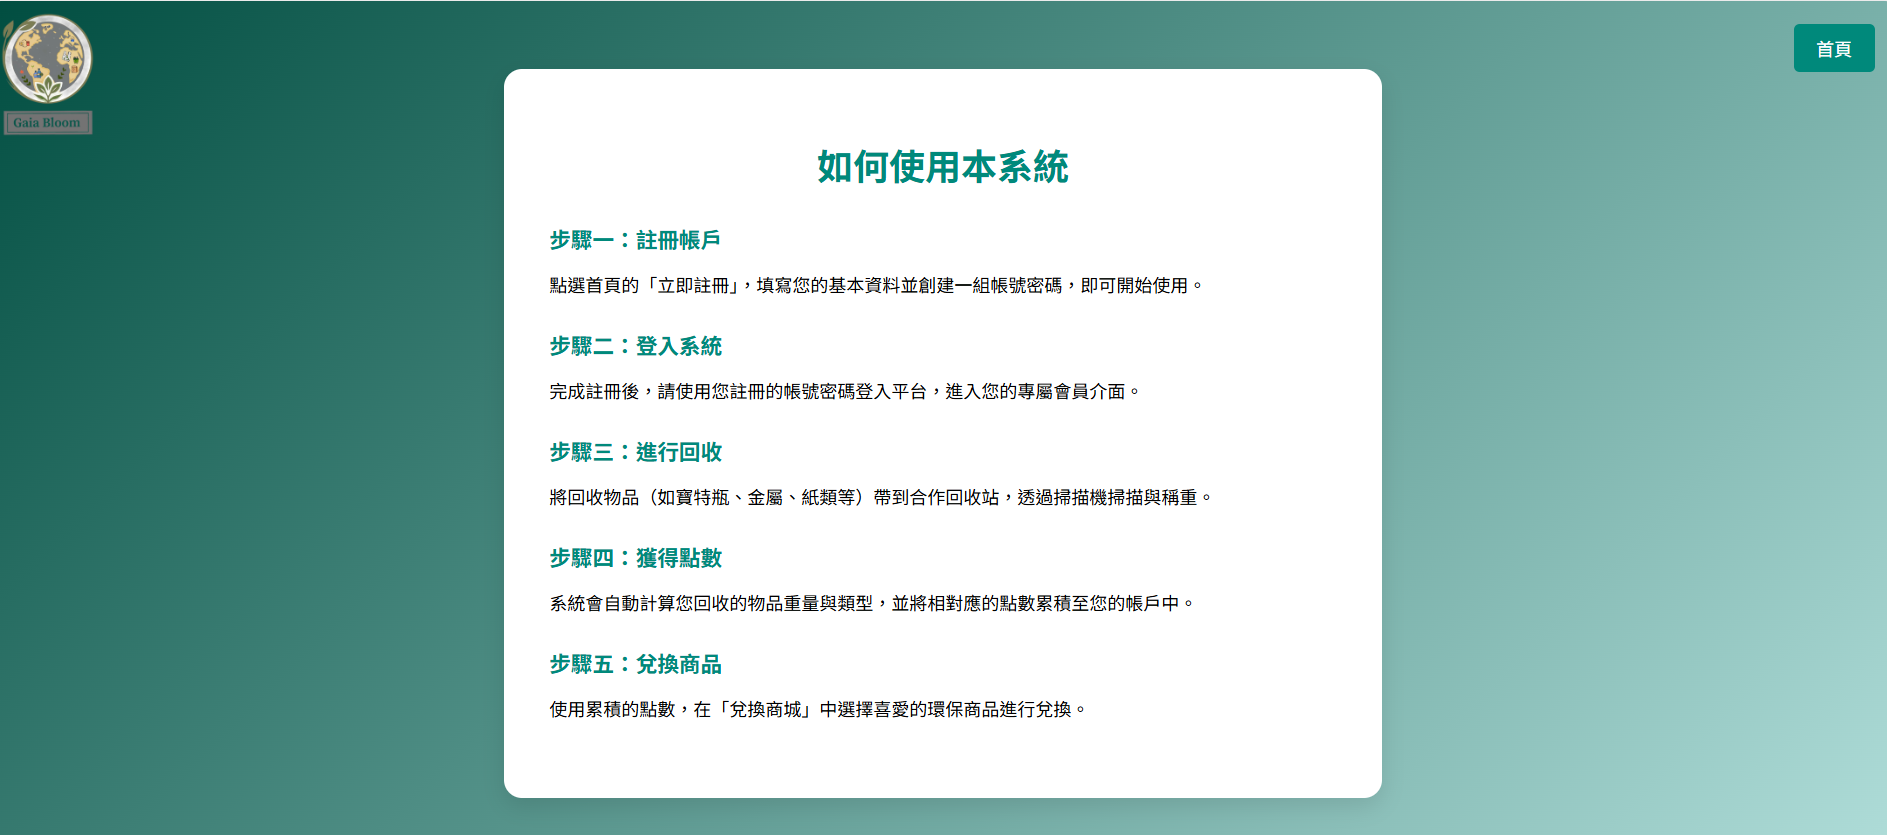 Gaia Bloom
首頁
如何使用本系統
步驟一：註冊帳戶
點選首頁的「立即註冊」，填寫您的基本資料並創建一組帳號密碼，即可開始使用。
步驟二：登入系統
完成註冊後，請使用您註冊的帳號密碼登入平台，進入您的專屬會員介面。
步驟三：進行回收
將回收物品（如寶特瓶、金屬、紙類等）帶到合作回收站，透過掃描機掃描與稱重。
步驟四：獲得點數
系統會自動計算您回收的物品重量與類型，並將相對應的點數累積至您的帳戶中。
步驟五：兌換商品
使用累積的點數，在「兌換商城」中選擇喜愛的環保商品進行兌換。